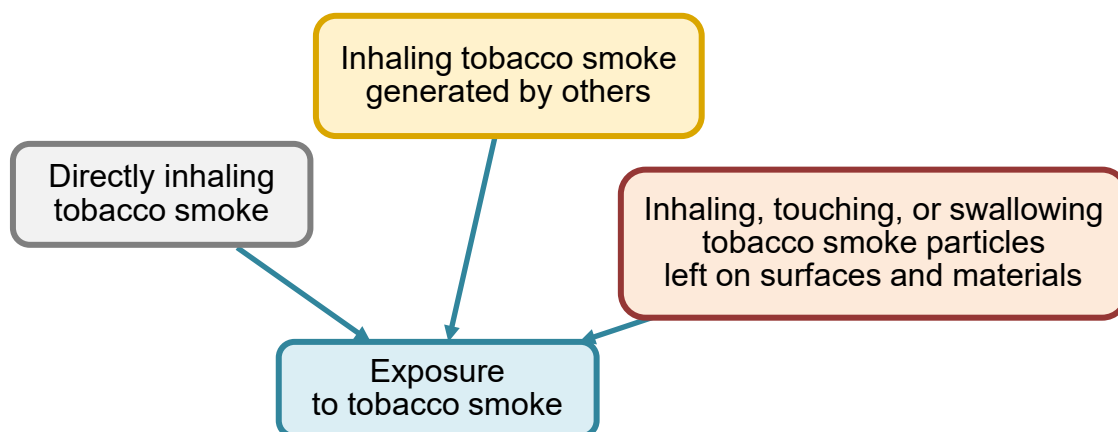 Inhaling tobacco smoke
generated by others
Directly inhaling
tobacco smoke
Inhaling, touching, or swallowing
tobacco smoke particles
left on surfaces and materials
Exposure
to tobacco smoke